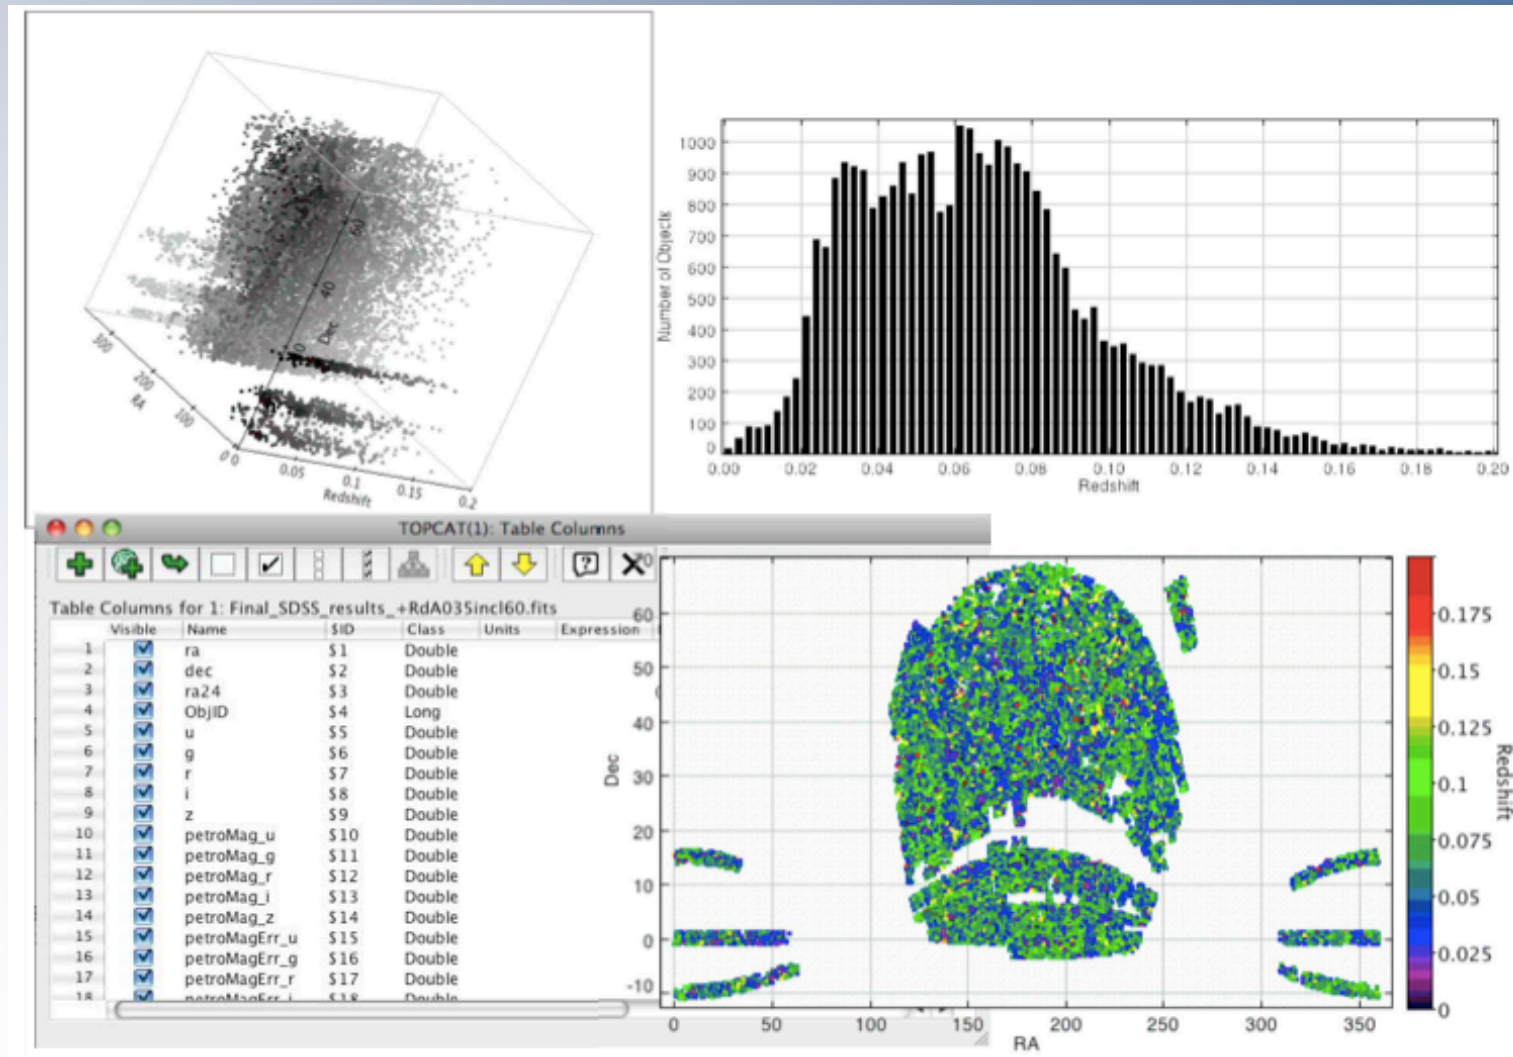 60
40
Dec
300
200
RA
100
0 0
0.05
0.1
0.15
0.2
Redshift
1000
900
800
700
600
500
400
300
200
100
0
Number of Objects
0.00 0.02 0.04 0.06 0.08 0.10 0.12 0.14 0.16 0.18 0.20
Redshift
TOPCAT(1): Table Columns
Table Columns for 1: Final_SDSS_results_+RdA035incl60.fits
Visible Name $ID Class Units Expression
1 ra $1 Double
2 dec $2 Double
3 ra24 $3 Double
4 ObjID $4 Long
5 u $5 Double
6 g $6 Double
7 r $7 Double
8 i $8 Double
9 z $9 Double
10 petroMag_u $10 Double
11 petroMag_g $11 Double
12 petroMag_r $12 Double
13 petroMag_i $13 Double
14 petroMag_z $14 Double
15 petroMagErr_u $15 Double
16 petroMagErr_g $16 Double
17 petroMagErr_r $17 Double
18 petroMagErr_i $18 Double
60
50
40
30
20
10
0
-10
Dec
0 50 100 150 200 250 300 350
RA
0.175
0.15
0.125
0.1
0.075
0.05
0.025
0
Redshift